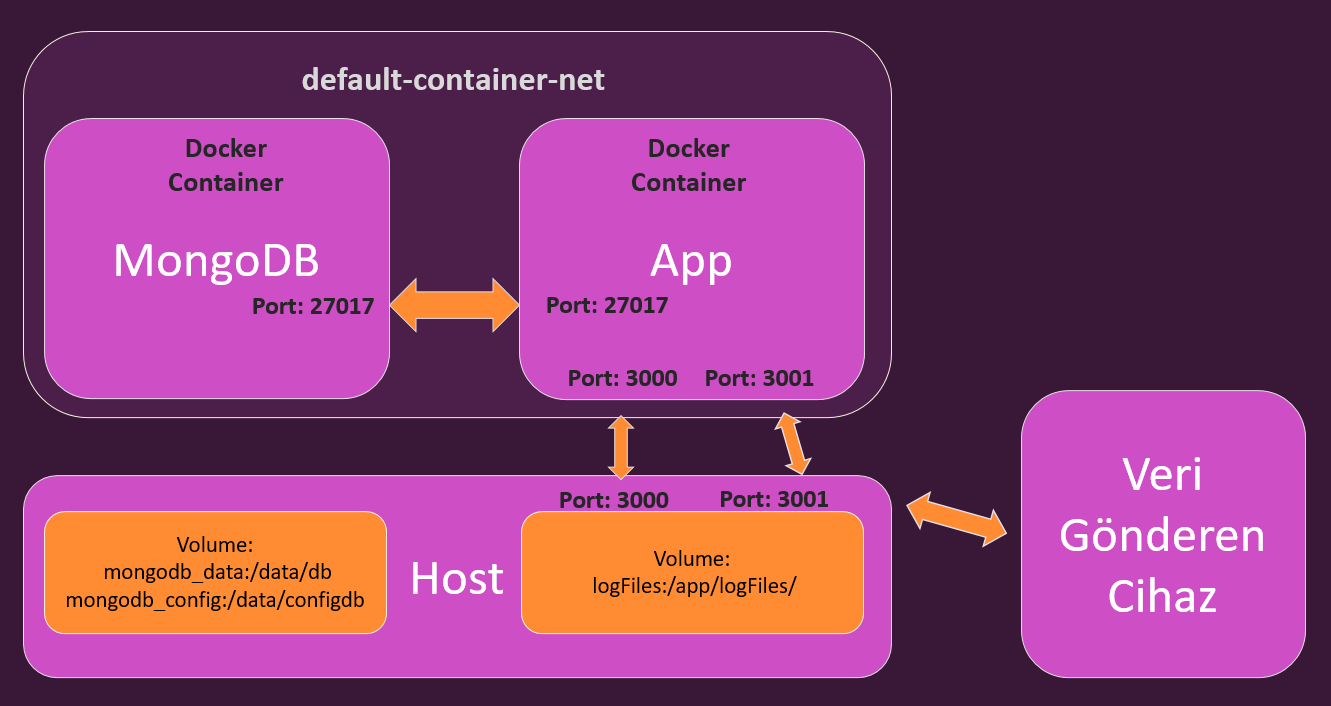 default-container-net
Docker
Container
MongoDB
Port: 27017
Docker
Container
App
Port: 27017
Port: 3000
Port: 3001
Port: 3000
Port: 3001
Volume:
mongodb_data:/data/db
mongodb_config:/data/configdb
Host
Volume:
logFiles:/app/logFiles/
Veri
Gönderen
Cihaz